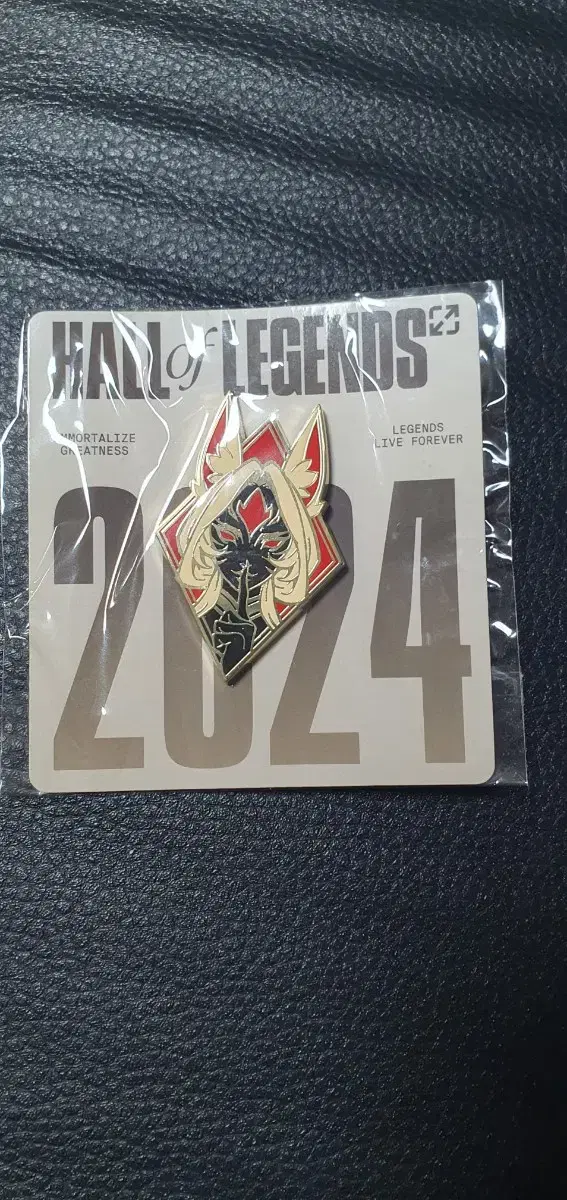 HALL of LEGENDS
IMMORTALIZE
GREATNESS
LEGENDS
LIVE FOREVER
2024